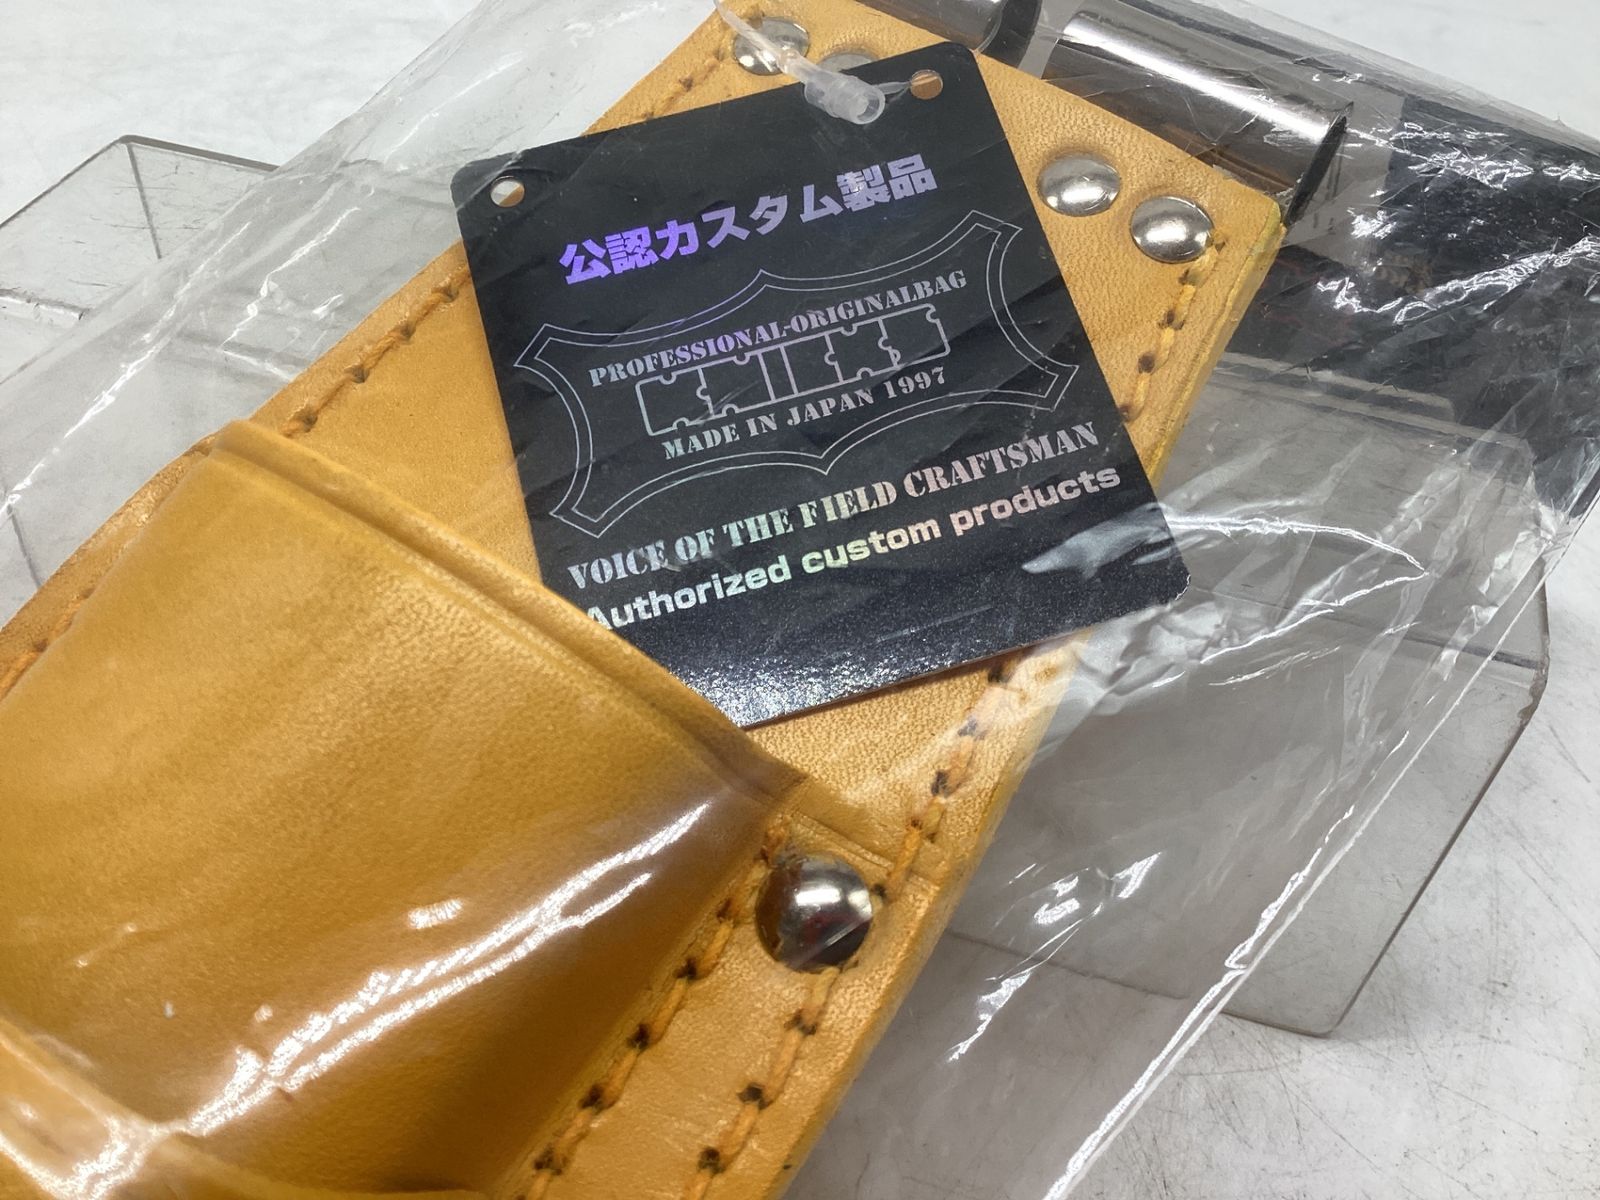 公認カスタム製品
PROFESSIONAL-ORIGINALBAG
MADE IN JAPAN 1997
VOICE OF THE FIELD CRAFTSMAN
Authorized custom products